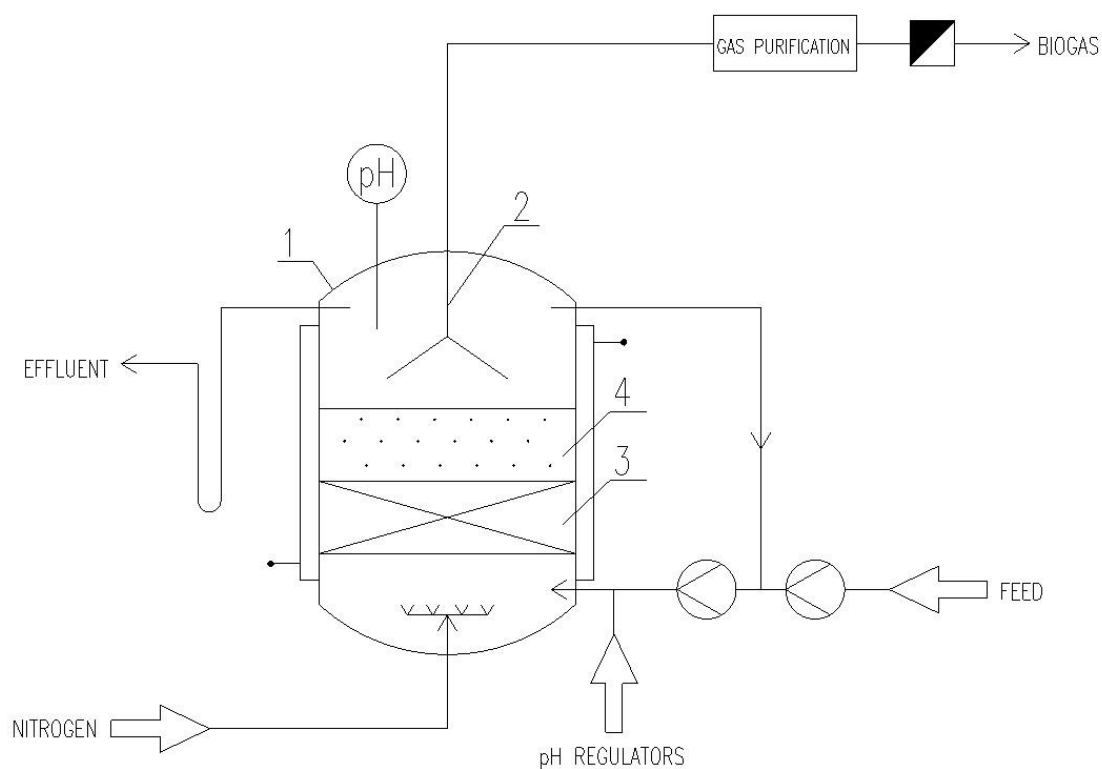 GAS PURIFICATION
BIOGAS
pH
2
1
EFFLUENT
4
3
FEED
NITROGEN
pH REGULATORS